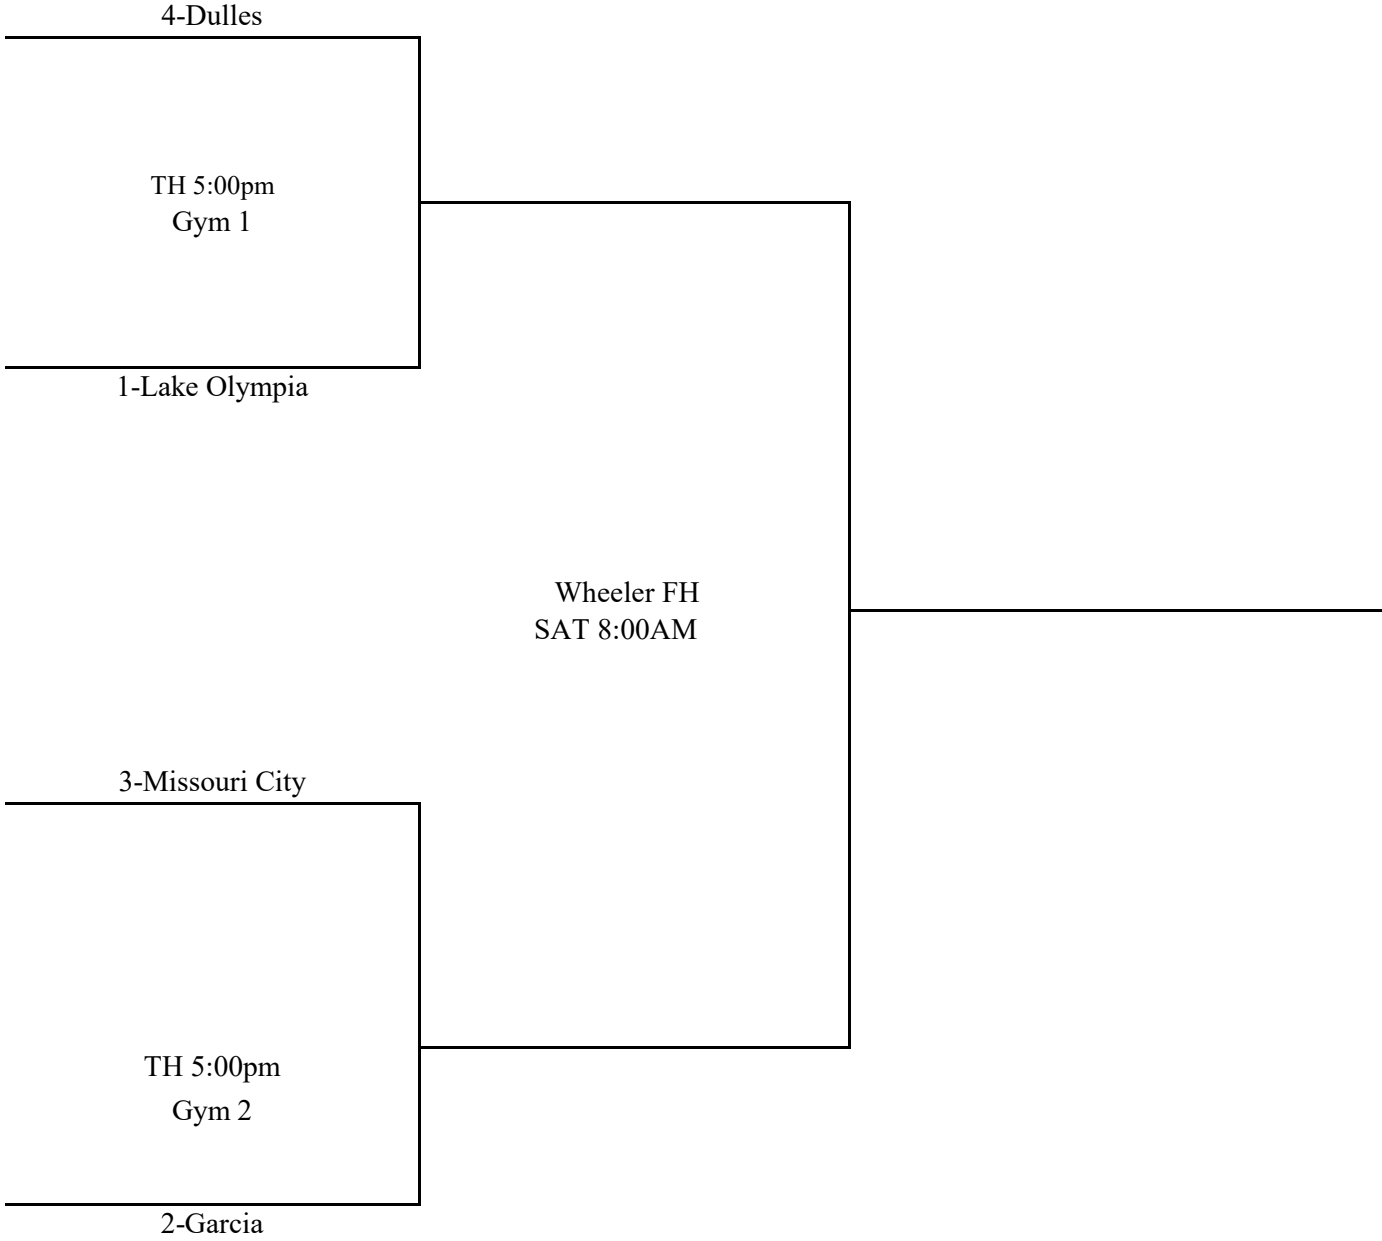 4-Dulles
TH 5:00pm
Gym 1
1-Lake Olympia
Wheeler FH
SAT 8:00AM
3-Missouri City
TH 5:00pm
Gym 2
2-Garcia